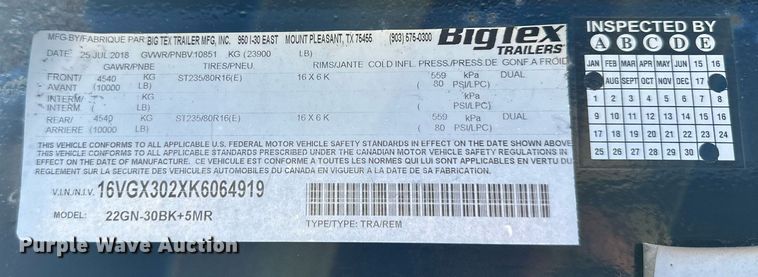 MFG-BY/FABRIQUE PAR BIG TEX TRAILER MFG, INC. 950 I-30 EAST MOUNT PLEASANT, TX 75455 (903) 575-0300
BigTex
TRAILERS
DATE: 25 JUL 2018 GVWR/PNBV:10851 KG (23900 LB)
GAWR/PNBE TIRES/PNEU. RIMS/JANTE COLD INFL. PRESS./PRESS. DE GONF A FROID
FRONT/ 4540 KG ST235/80R16(E) 16 X 6 K 559 kPa DUAL
AVANT (10000 LB) ( 80 PSI/LPC)
INTERM./ KG kPa
INTERM. ( LB) ( PSI/LPC)
REAR/ 4540 KG ST235/80R16(E) 16 X 6 K 559 kPa DUAL
ARRIERE (10000 LB) ( 80 PSI/LPC)
THIS VEHICLE CONFORMS TO ALL APPLICABLE U.S. FEDERAL MOTOR VEHICLE SAFETY STANDARDS IN EFFECT ON THE DATE OF MANUFACTURE SHOWN ABOVE.
THIS VEHICLE CONFORMS TO ALL APPLICABLE STANDARDS PRESCRIBED UNDER THE CANADIAN MOTOR VEHICLE SAFETY REGULATIONS IN
EFFECT ON THE DATE OF MANUFACTURE. CE VEHICULE EST CONFORME A TOUTES LES NORMES QUI LUI SONT APPLICABLES EN VERTU DU
REGLEMENT SUR LA SECURITE DES VEHICULES AUTOMOBILES DU CANADA EN VIGUEUR A LA DATE DE SA FABRICATION.
V.I.N./N.I.V. 16VGX302XK6064919
MODEL: 22GN-30BK+5MR
TYPE/TYPE: TRA/REM
INSPECTED BY
A B C D E
JAN FEB MAR APR MAY JUN 15 16
AUG SEPT OCT NOV DEC 17
1 2 3 4 5 6 7 8
9 10 11 12 13 14 15 16
17 18 19 20 21 22 23 24
25 26 27 28 29 30
Purple Wave Auction